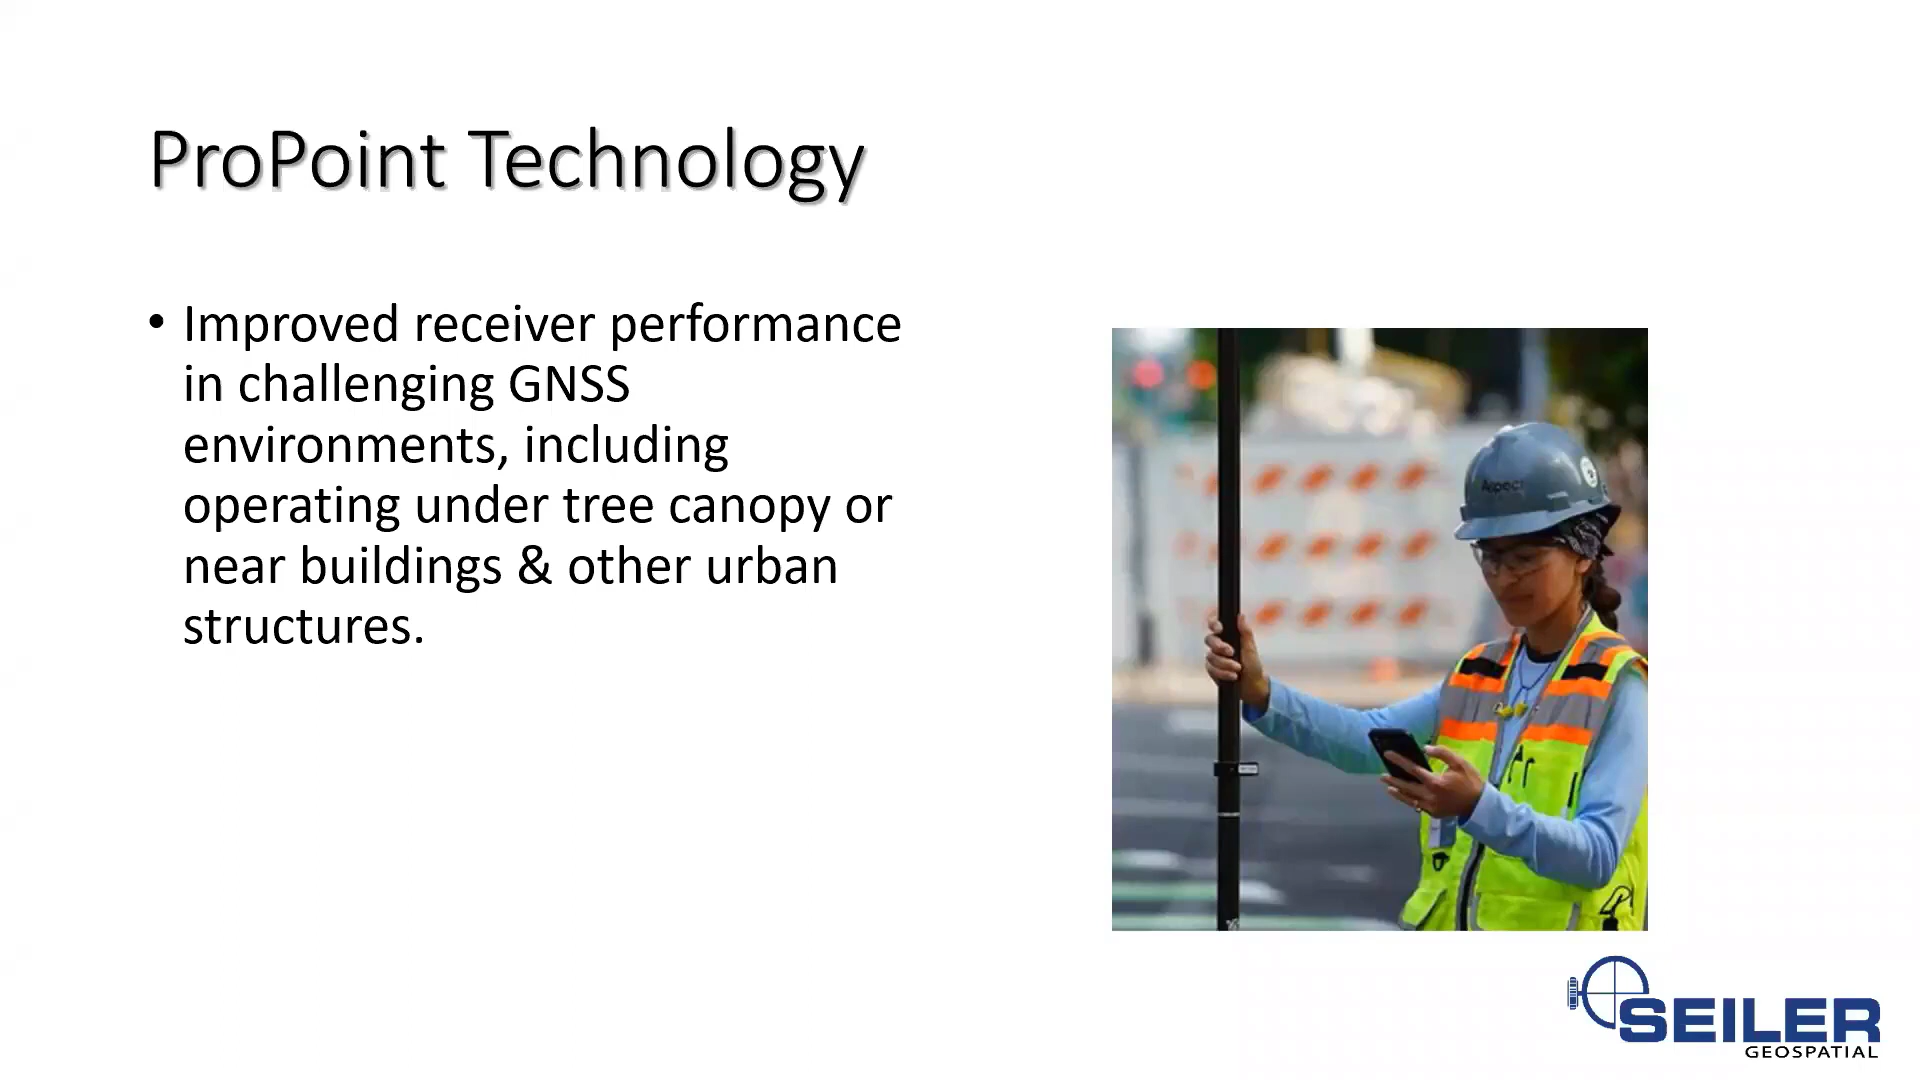 ProPoint Technology
• Improved receiver performance
in challenging GNSS
environments, including
operating under tree canopy or
near buildings & other urban
structures.
Aspect
SEILER
GEOSPATIAL